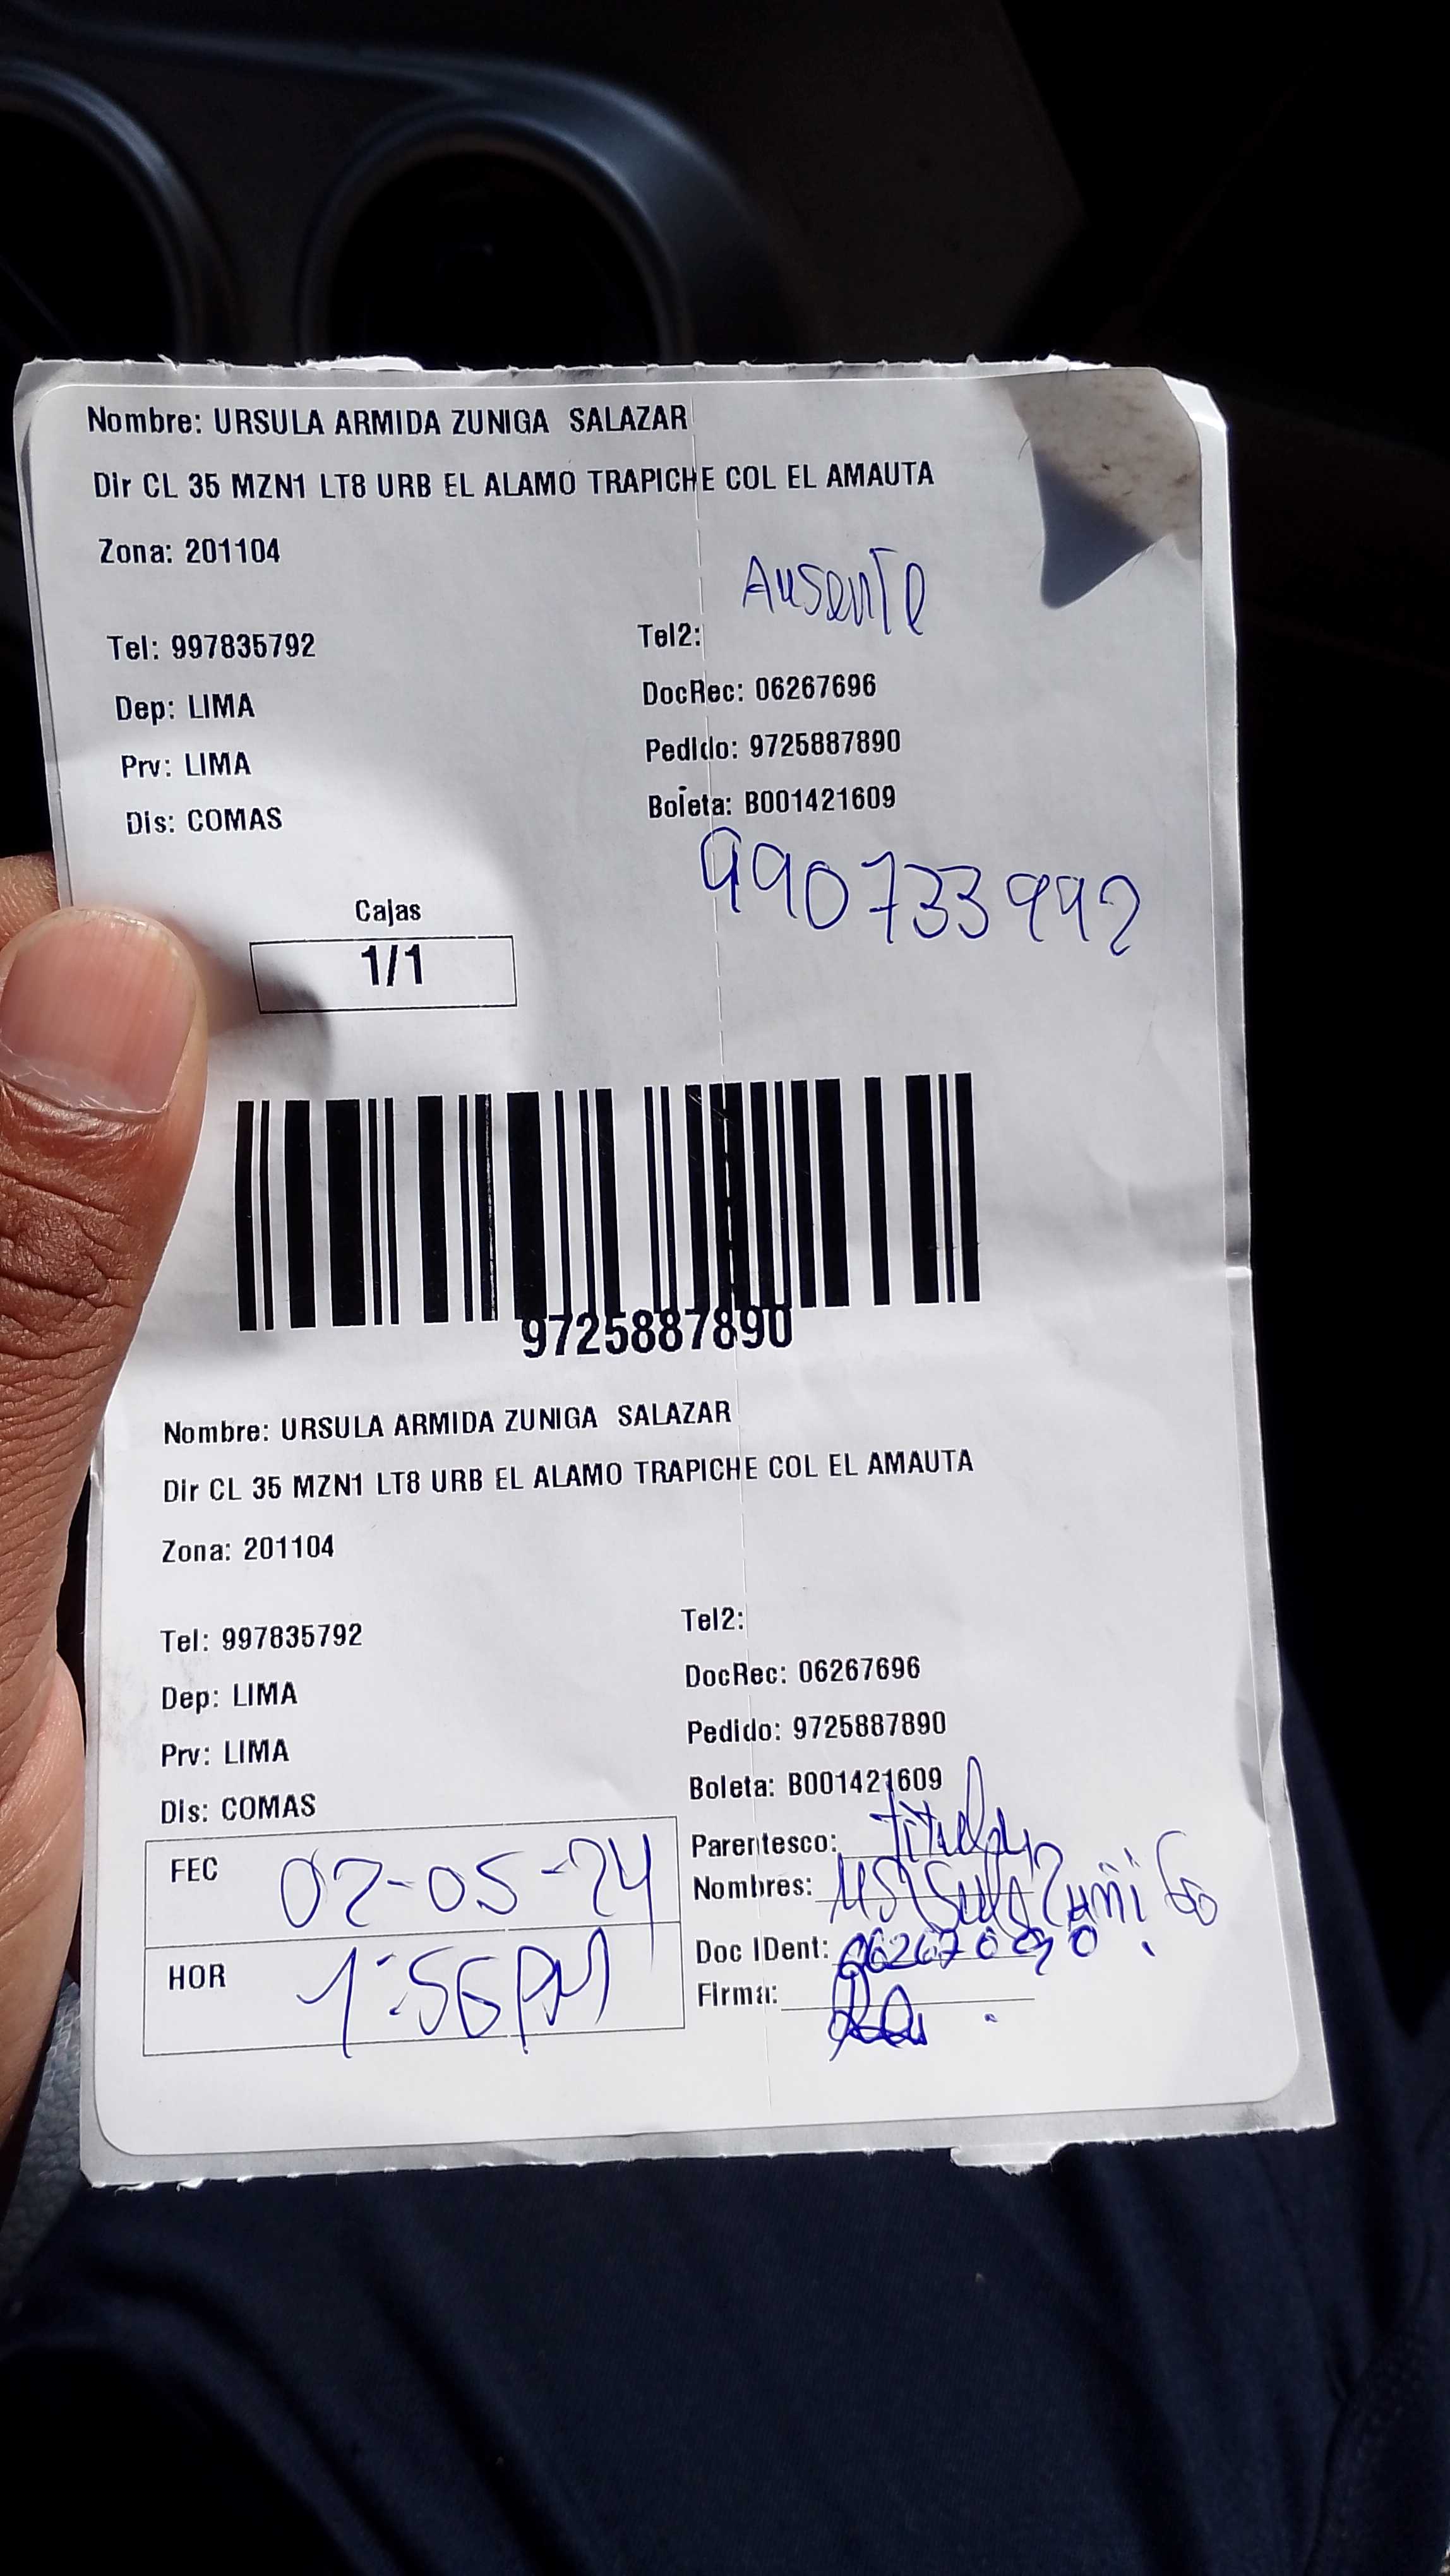 Nombre: URSULA ARMIDA ZUNIGA SALAZAR
Dir CL 35 MZN1 LT8 URB EL ALAMO TRAPICHE COL EL AMAUTA
Zona: 201104
Ausente
Tel: 997835792 Tel2:
Dep: LIMA DocRec: 06267696
Prv: LIMA Pedido: 9725887890
Dis: COMAS Boleta: B001421609
990733992
Cajas
1/1
9725887890
Nombre: URSULA ARMIDA ZUNIGA SALAZAR
Dir CL 35 MZN1 LT8 URB EL ALAMO TRAPICHE COL EL AMAUTA
Zona: 201104
Tel: 997835792 Tel2:
Dep: LIMA DocRec: 06267696
Prv: LIMA Pedido: 9725887890
Dis: COMAS Boleta: B001421609
FEC 02-05-24 Parentesco: titular
Nombres: Zuñiga
HOR 1:56 PM Doc IDent:
Firma: